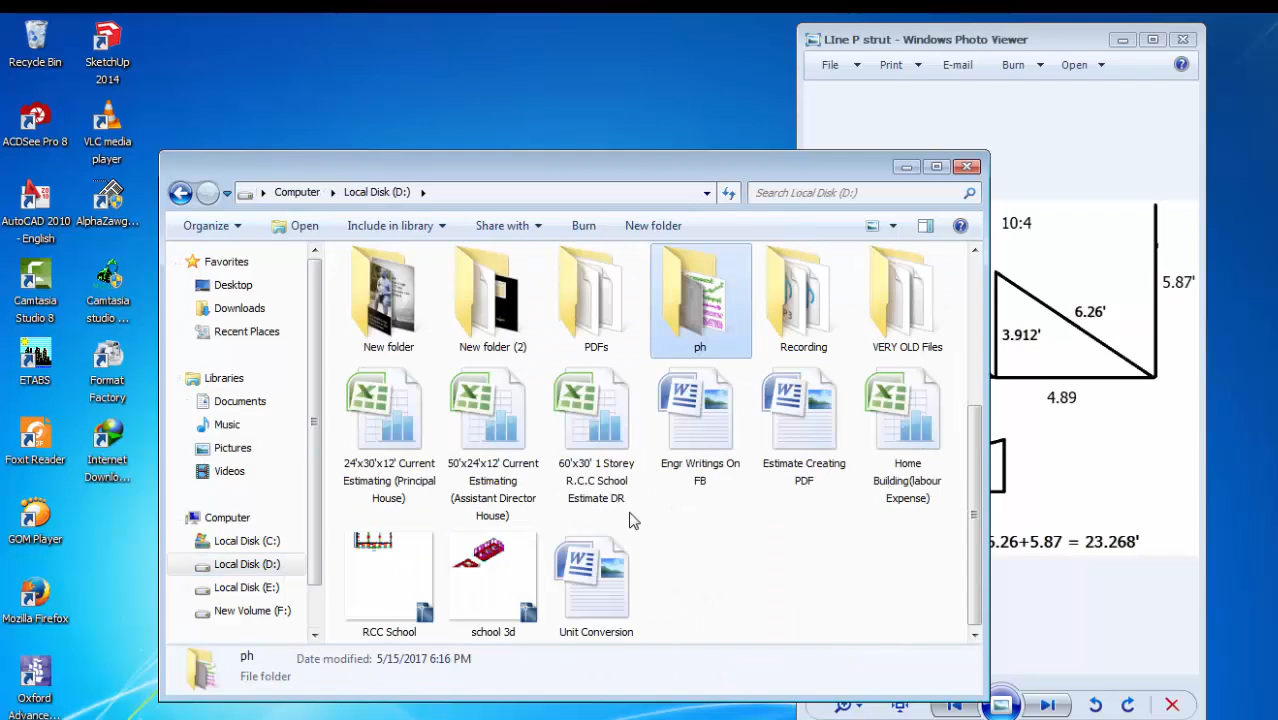 Recycle Bin
SketchUp
2014
ACDSee Pro 8
VLC media
player
AutoCAD 2010
- English
AlphaZawg...
Camtasia
Studio 8
Camtasia
studio ...
ETABS
Format
Factory
Foxit Reader
Internet
Downlo...
GOM Player
Mozilla Firefox
Oxford
Advance...
LIne P strut - Windows Photo Viewer
File
Print
E-mail
Burn
Open
10:4
5.87'
6.26'
3.912'
4.89
6.26+5.87 = 23.268'
Computer
Local Disk (D:)
Search Local Disk (D:)
Organize
Open
Include in library
Share with
Burn
New folder
Favorites
Desktop
Downloads
Recent Places
Libraries
Documents
Music
Pictures
Videos
Computer
Local Disk (C:)
Local Disk (D:)
Local Disk (E:)
New Volume (F:)
New folder
New folder (2)
PDFs
ph
Recording
VERY OLD Files
24'x30'x12' Current
Estimating (Principal
House)
50'x24'x12' Current
Estimating
(Assistant Director
House)
60'x30' 1 Storey
R.C.C School
Estimate DR
Engr Writings On
FB
Estimate Creating
PDF
Home
Building(labour
Expense)
RCC School
school 3d
Unit Conversion
ph
Date modified: 5/15/2017 6:16 PM
File folder